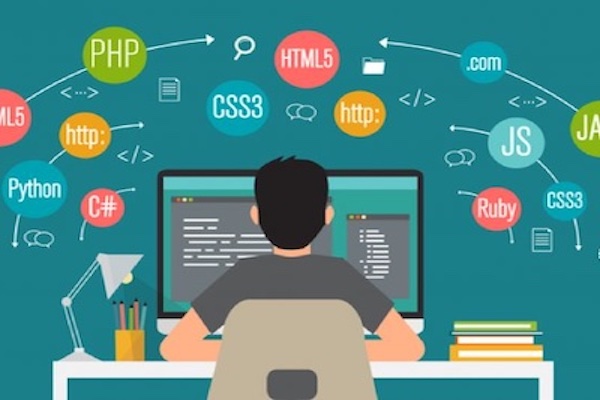 PHP
HTML5
.com
ML5
CSS3
http:
http:
JS
JA
Python
C#
Ruby
CSS3
<...>
</>
</>
<...>